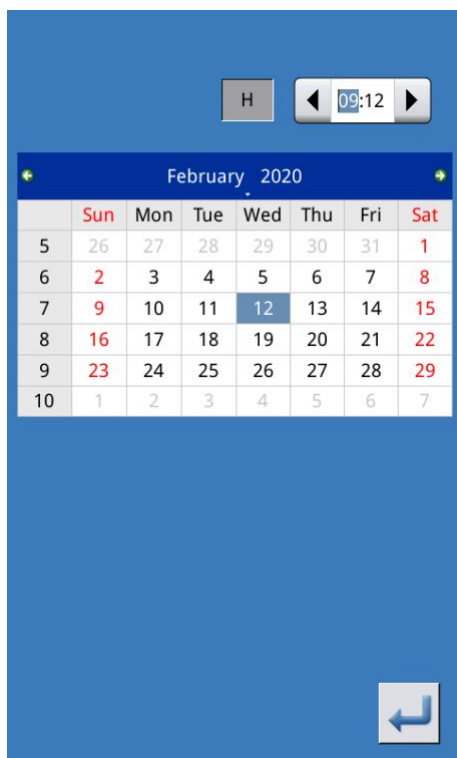 H 09:12
February 2020
Sun Mon Tue Wed Thu Fri Sat
5 26 27 28 29 30 31 1
6 2 3 4 5 6 7 8
7 9 10 11 12 13 14 15
8 16 17 18 19 20 21 22
9 23 24 25 26 27 28 29
10 1 2 3 4 5 6 7